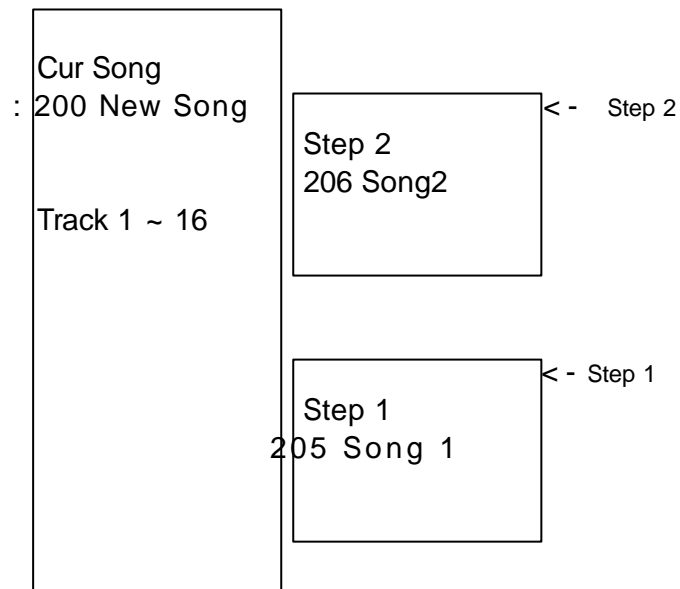 Cur Song
: 200 New Song
Track 1 ~ 16
Step 2
206 Song2
<- Step 2
Step 1
205 Song 1
<- Step 1